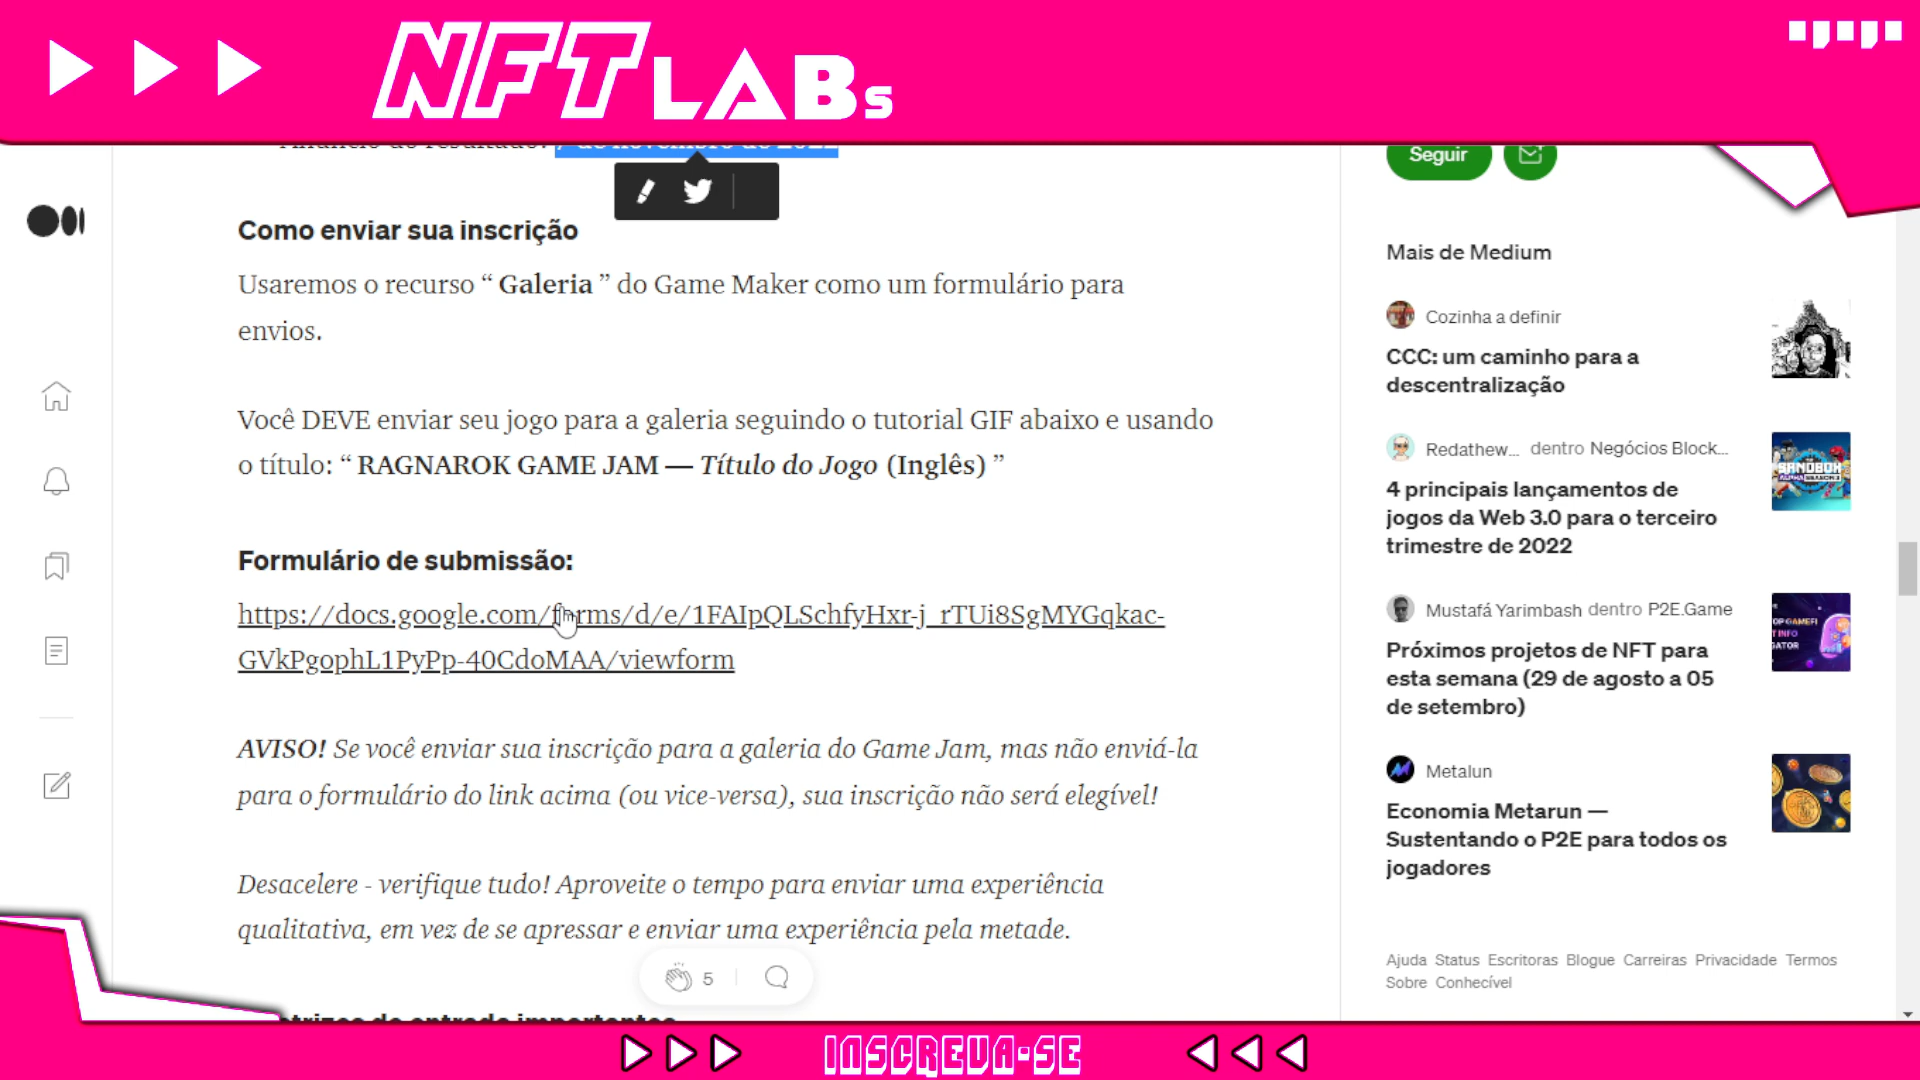 NFT LABs
Como enviar sua inscrição
Usaremos o recurso “ Galeria ” do Game Maker como um formulário para
envios.
Você DEVE enviar seu jogo para a galeria seguindo o tutorial GIF abaixo e usando
o título: “ RAGNAROK GAME JAM — Título do Jogo (Inglês) ”
Formulário de submissão:
https://docs.google.com/forms/d/e/1FAIpQLSchfyHxr-j_rTUi8SgMYGqkac-
GVkPgophL1PyPp-40CdoMAA/viewform
AVISO! Se você enviar sua inscrição para a galeria do Game Jam, mas não enviá-la
para o formulário do link acima (ou vice-versa), sua inscrição não será elegível!
Desacelere - verifique tudo! Aproveite o tempo para enviar uma experiência
qualitativa, em vez de se apressar e enviar uma experiência pela metade.
5
Seguir
Mais de Medium
Cozinha a definir
CCC: um caminho para a
descentralização
Redathew... dentro Negócios Block...
4 principais lançamentos de
jogos da Web 3.0 para o terceiro
trimestre de 2022
SANDBOX
ALPHA SEASON 3
Mustafá Yarimbash dentro P2E.Game
Próximos projetos de NFT para
esta semana (29 de agosto a 05
de setembro)
Metalun
Economia Metarun —
Sustentando o P2E para todos os
jogadores
Ajuda Status Escritoras Blogue Carreiras Privacidade Termos
Sobre Conhecível
INSCREVA-SE